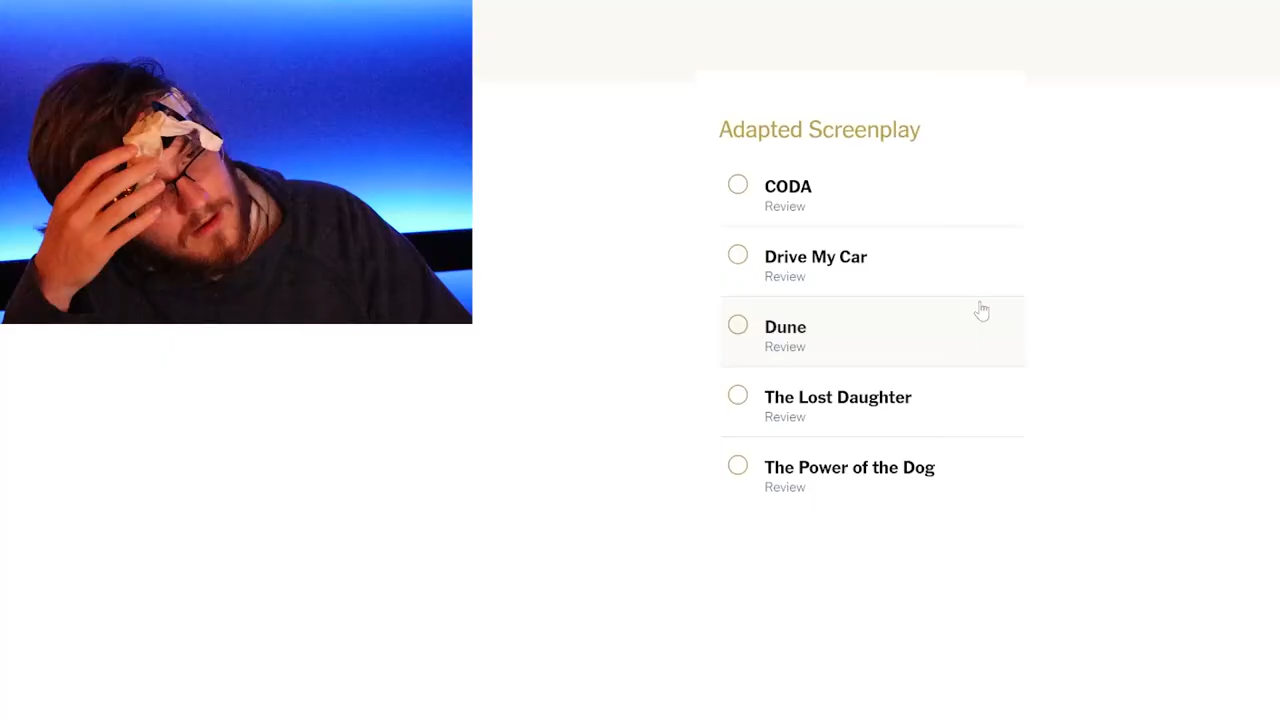 Adapted Screenplay
CODA
Review
Drive My Car
Review
Dune
Review
The Lost Daughter
Review
The Power of the Dog
Review